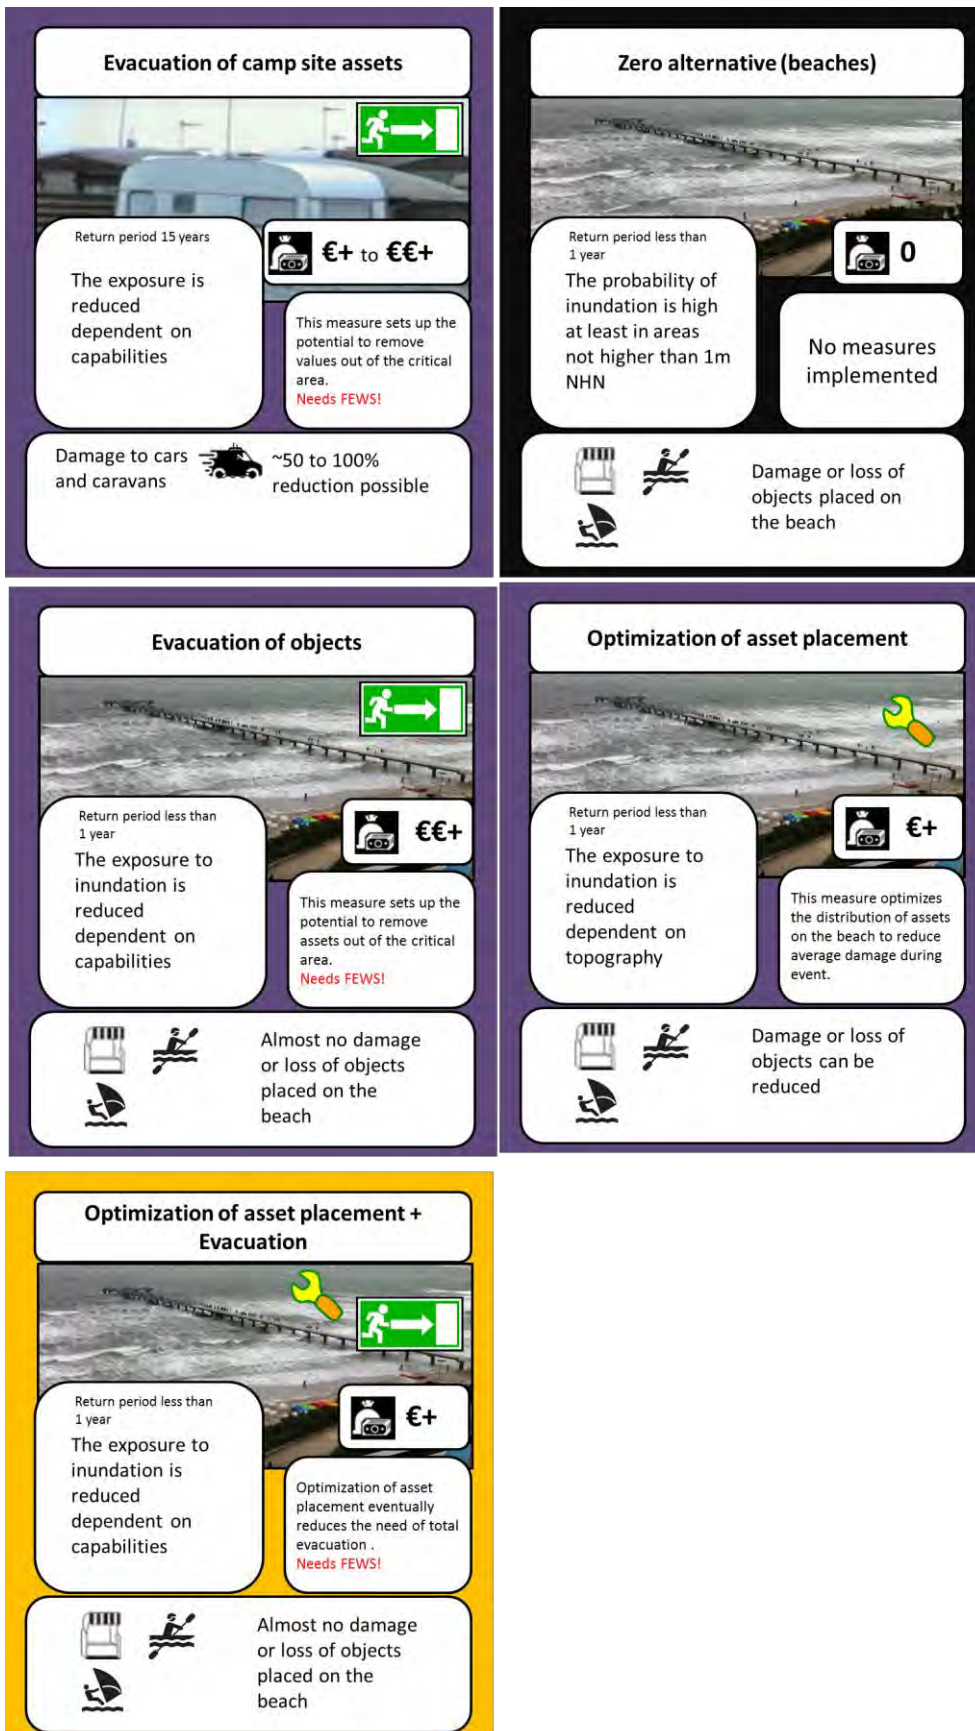 Evacuation of camp site assets
Return period 15 years
The exposure is
reduced
dependent on
capabilities
€+ to €€+
This measure sets up the
potential to remove
values out of the critical
area.
Needs FEWS!
Damage to cars
and caravans
~50 to 100%
reduction possible
Zero alternative (beaches)
Return period less than
1 year
The probability of
inundation is high
at least in areas
not higher than 1m
NHN
0
No measures
implemented
Damage or loss of
objects placed on
the beach
Evacuation of objects
Return period less than
1 year
The exposure to
inundation is
reduced
dependent on
capabilities
€€+
This measure sets up the
potential to remove
assets out of the critical
area.
Needs FEWS!
Almost no damage
or loss of objects
placed on the
beach
Optimization of asset placement
Return period less than
1 year
The exposure to
inundation is
reduced
dependent on
topography
€+
This measure optimizes
the distribution of assets
on the beach to reduce
average damage during
event.
Damage or loss of
objects can be
reduced
Optimization of asset placement +
Evacuation
Return period less than
1 year
The exposure to
inundation is
reduced
dependent on
capabilities
€+
Optimization of asset
placement eventually
reduces the need of total
evacuation .
Needs FEWS!
Almost no damage
or loss of objects
placed on the
beach